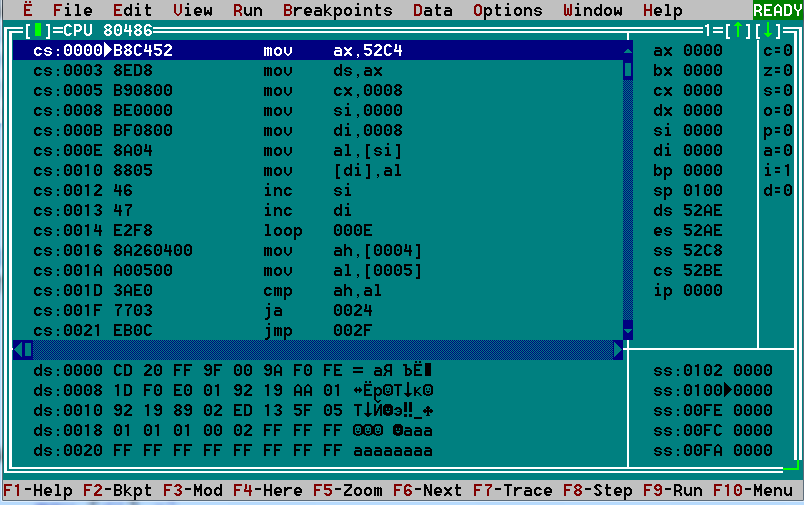 Ё File Edit View Run Breakpoints Data Options Window Help READY
[▮]=CPU 80486 1=[↑][↓]
cs:0000►B8C452 mov ax,52C4 ax 0000 c=0
cs:0003 8ED8 mov ds,ax bx 0000 z=0
cs:0005 B90800 mov cx,0008 cx 0000 s=0
cs:0008 BE0000 mov si,0000 dx 0000 o=0
cs:000B BF0800 mov di,0008 si 0000 p=0
cs:000E 8A04 mov al,[si] di 0000 a=0
cs:0010 8805 mov [di],al bp 0000 i=1
cs:0012 46 inc si sp 0100 d=0
cs:0013 47 inc di ds 52AE
cs:0014 E2F8 loop 000E es 52AE
cs:0016 8A260400 mov ah,[0004] ss 52C8
cs:001A A00500 mov al,[0005] cs 52BE
cs:001D 3AE0 cmp ah,al ip 0000
cs:001F 7703 ja 0024
cs:0021 EB0C jmp 002F
ds:0000 CD 20 FF 9F 00 9A F0 FE = аЯ ЪЁ■ ss:0102 0000
ds:0008 1D F0 E0 01 92 19 AA 01 ↔Ёр☺Т↓к☺ ss:0100►0000
ds:0010 92 19 89 02 ED 13 5F 05 Т↓Й☻э‼_♣ ss:00FE 0000
ds:0018 01 01 01 00 02 FF FF FF ☺☺☺ ☻aaa ss:00FC 0000
ds:0020 FF FF FF FF FF FF FF FF aaaaaaaa ss:00FA 0000
F1-Help F2-Bkpt F3-Mod F4-Here F5-Zoom F6-Next F7-Trace F8-Step F9-Run F10-Menu